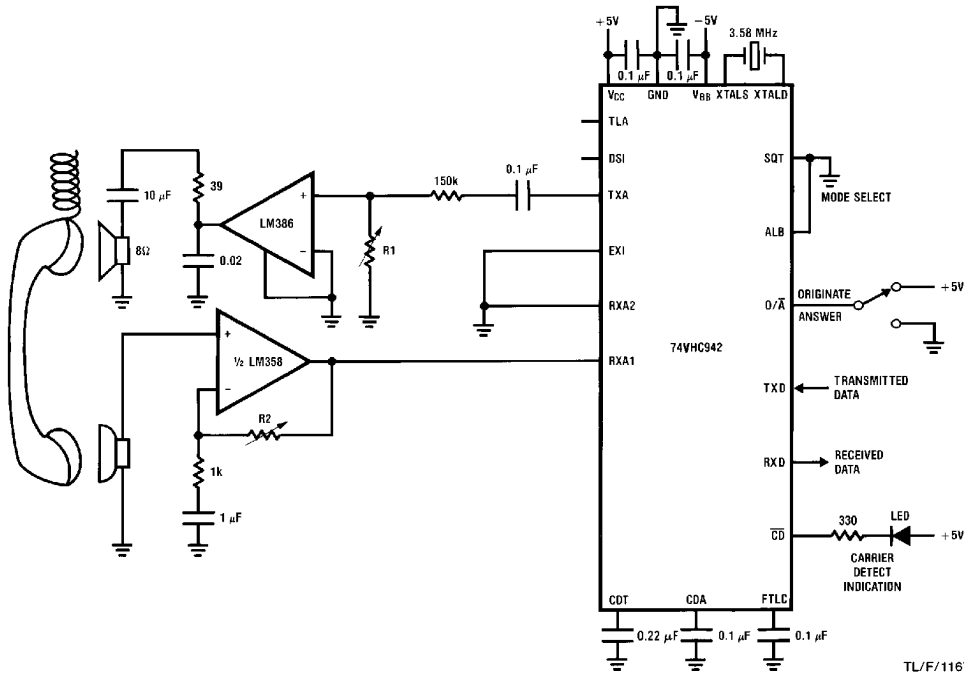 +5V
-5V
3.58 MHz
0.1 µF
0.1 µF
VCC
GND
VBB
XTALS
XTALD
TLA
DSI
TXA
EXI
RXA2
RXA1
74VHC942
SQT
MODE SELECT
ALB
O/A̅
ORIGINATE
ANSWER
+5V
TXD
TRANSMITTED
DATA
RXD
RECEIVED
DATA
C̅D̅
330
LED
+5V
CARRIER
DETECT
INDICATION
CDT
CDA
FTLC
0.22 µF
0.1 µF
0.1 µF
0.1 µF
150k
R1
LM386
+
−
39
10 µF
8Ω
0.02
½ LM358
+
−
R2
1k
1 µF
TL/F/116